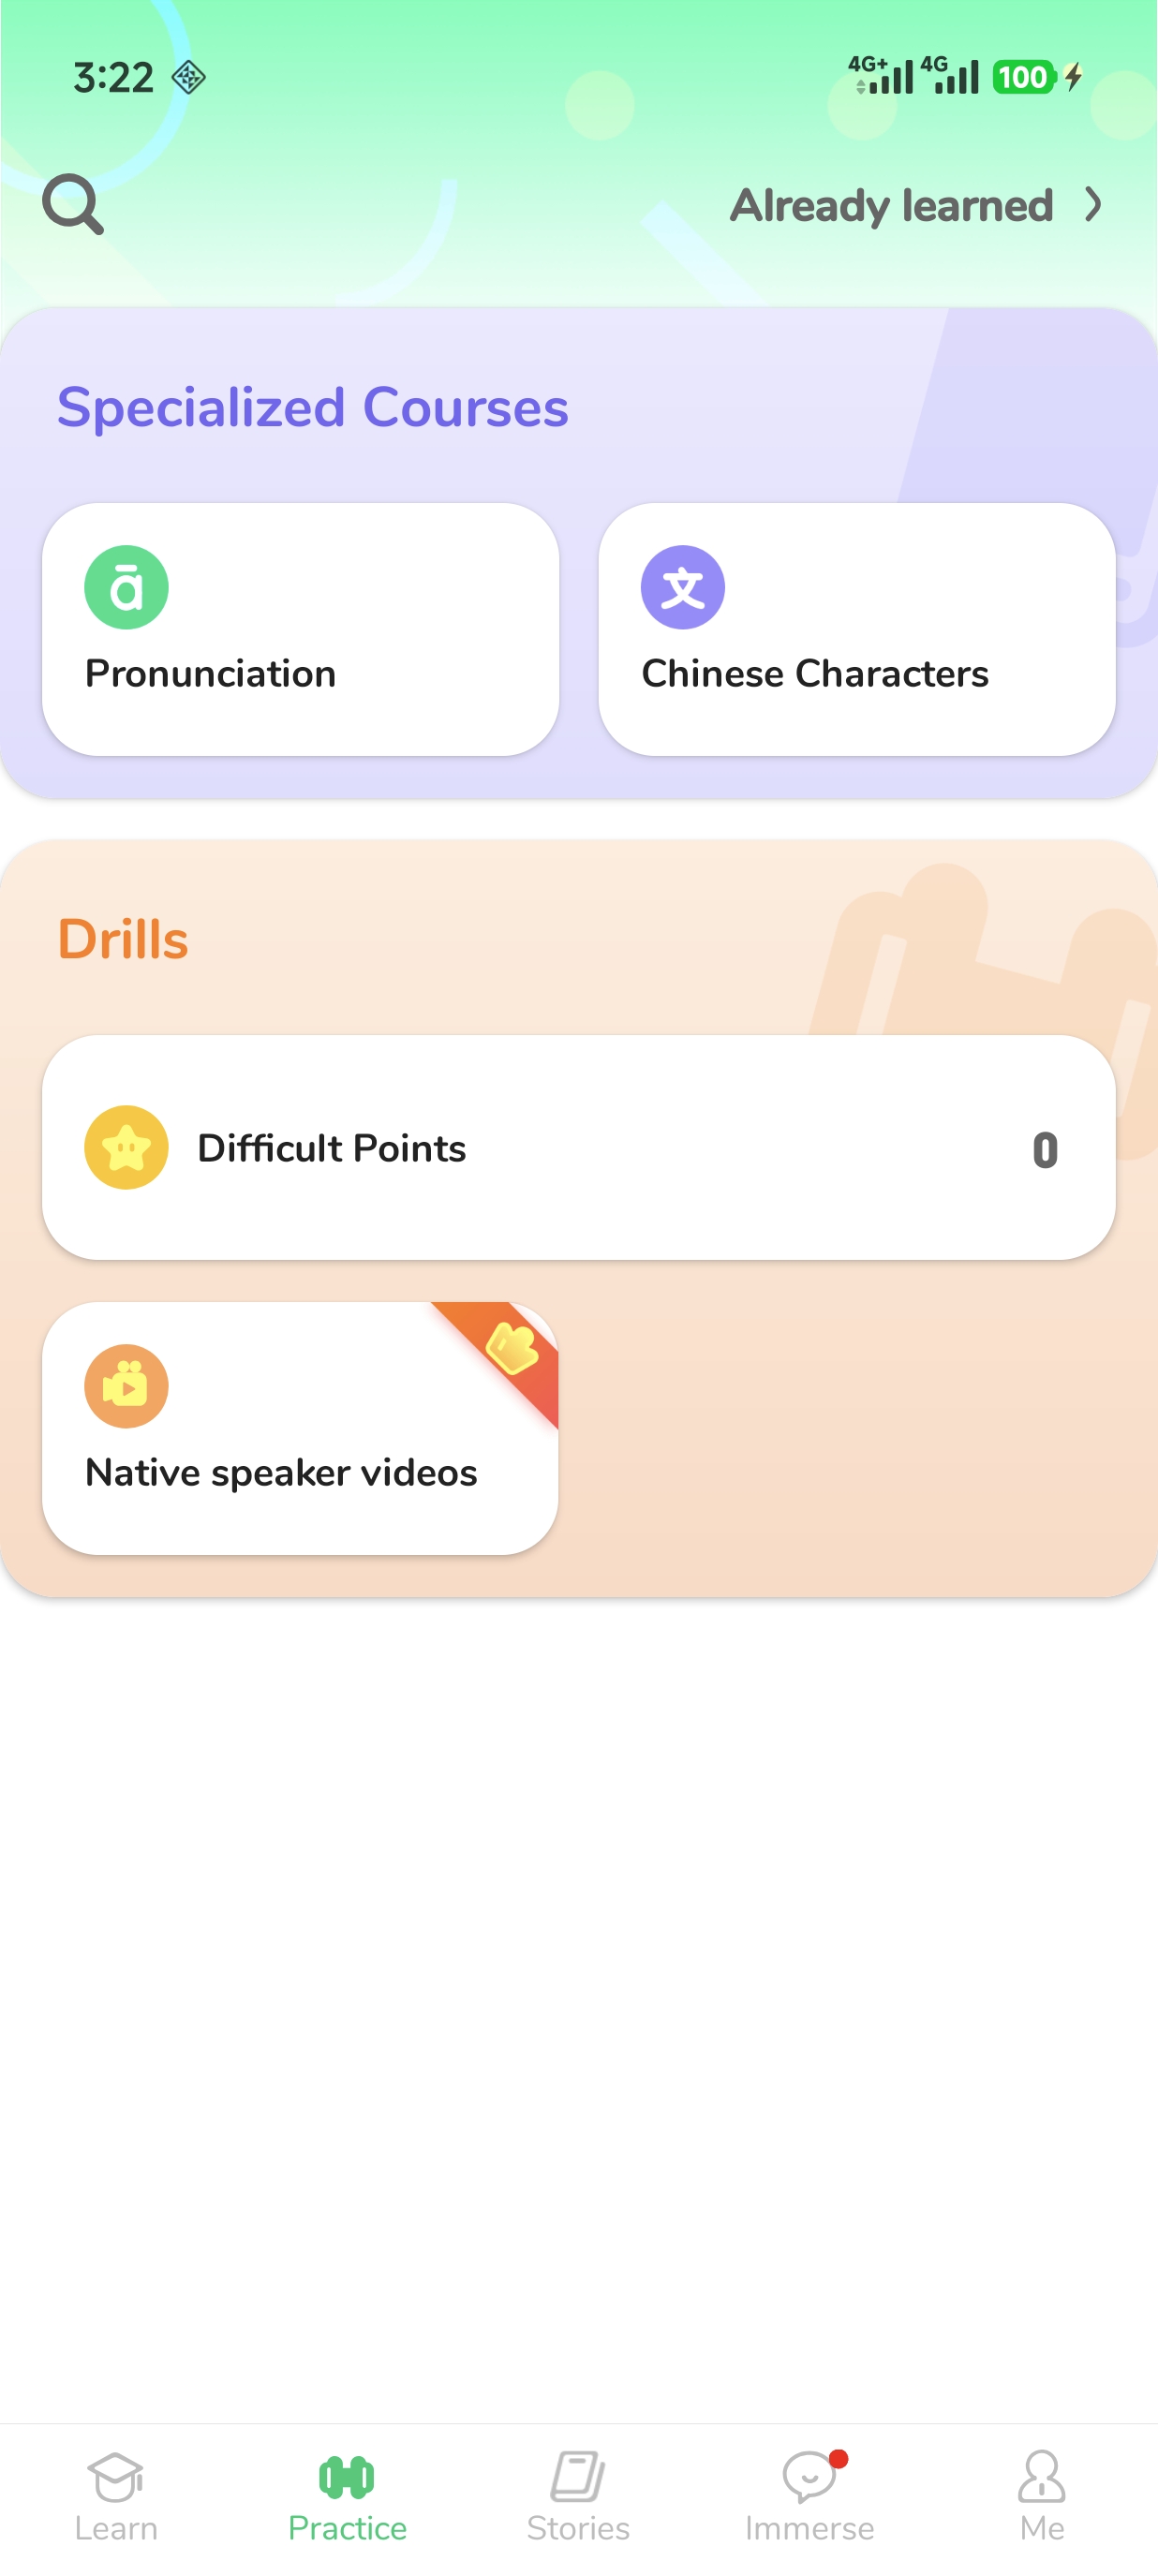 3:22
4G+ 4G 100
Already learned
Specialized Courses
ā
文
Pronunciation
Chinese Characters
Drills
Difficult Points
0
Native speaker videos
Learn
Practice
Stories
Immerse
Me